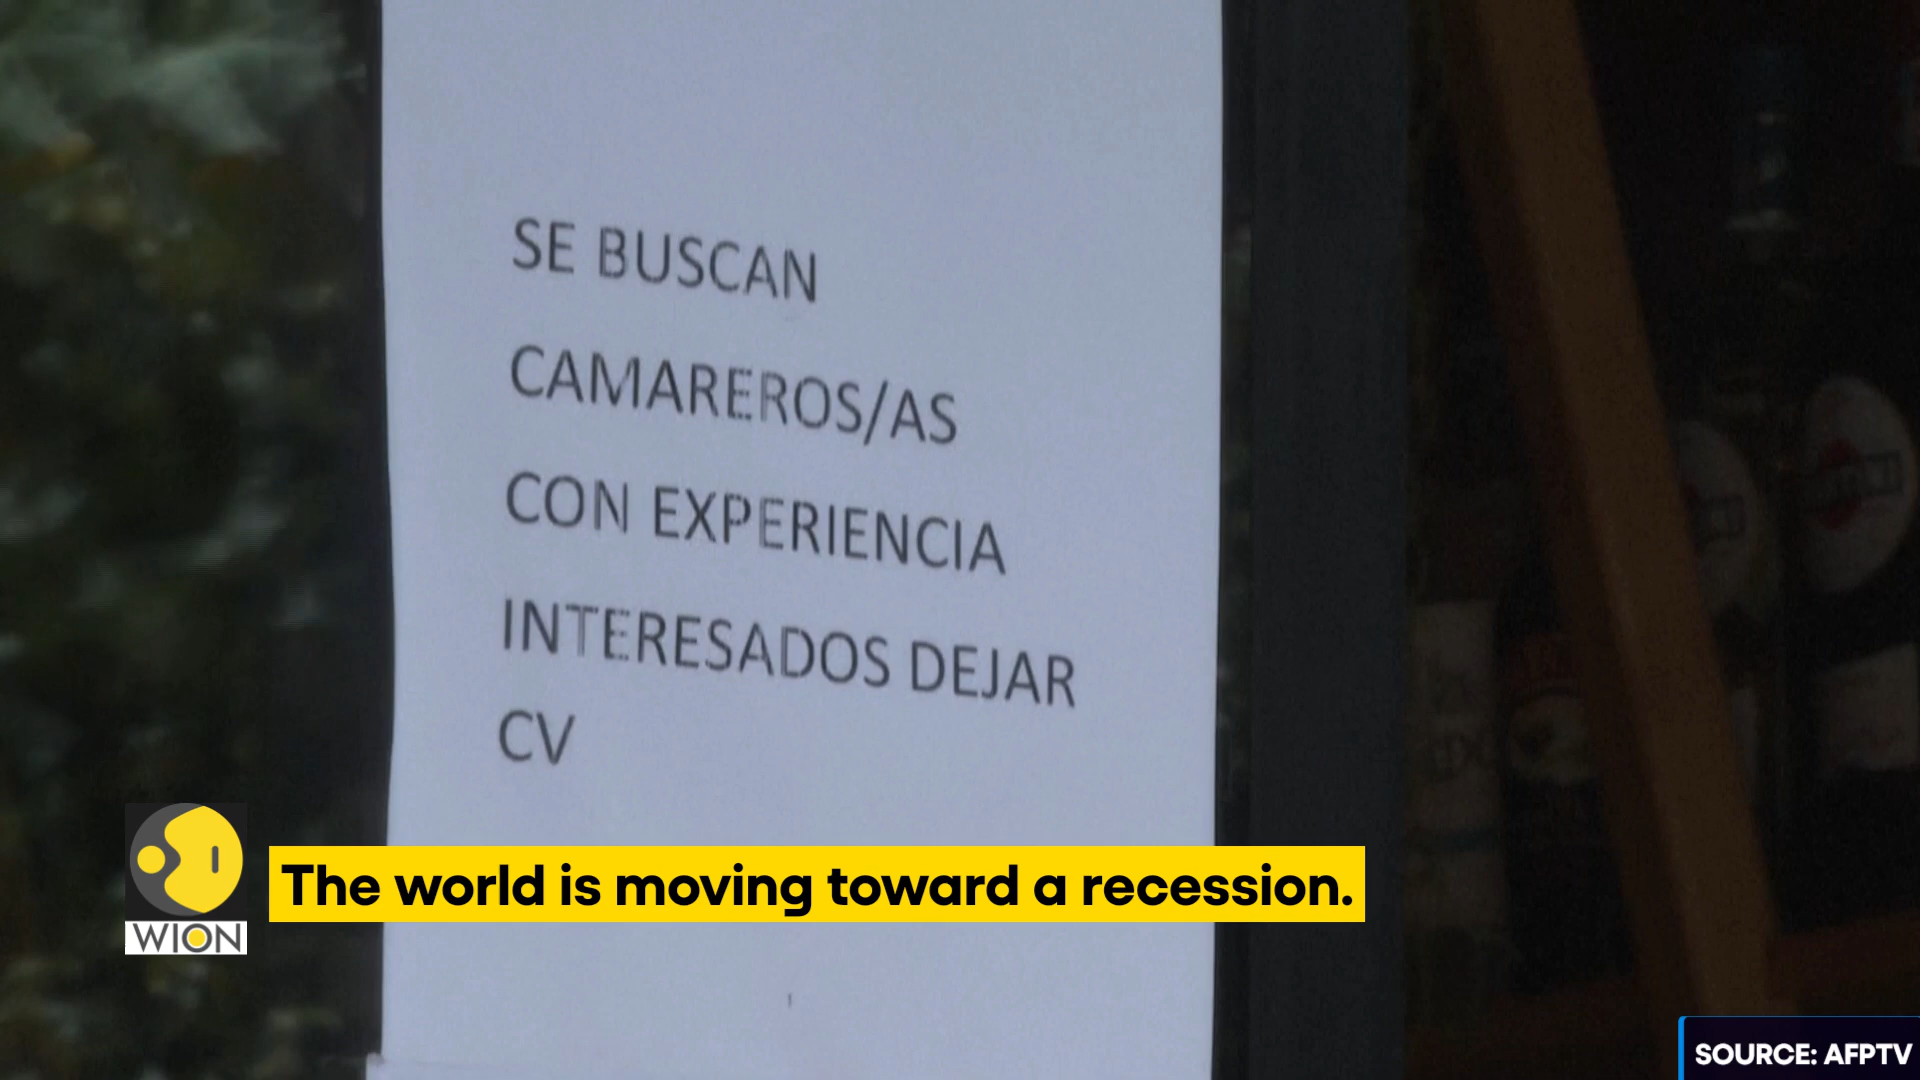 SE BUSCAN
CAMAREROS/AS
CON EXPERIENCIA
INTERESADOS DEJAR
CV
The world is moving toward a recession.
WION
SOURCE: AFPTV